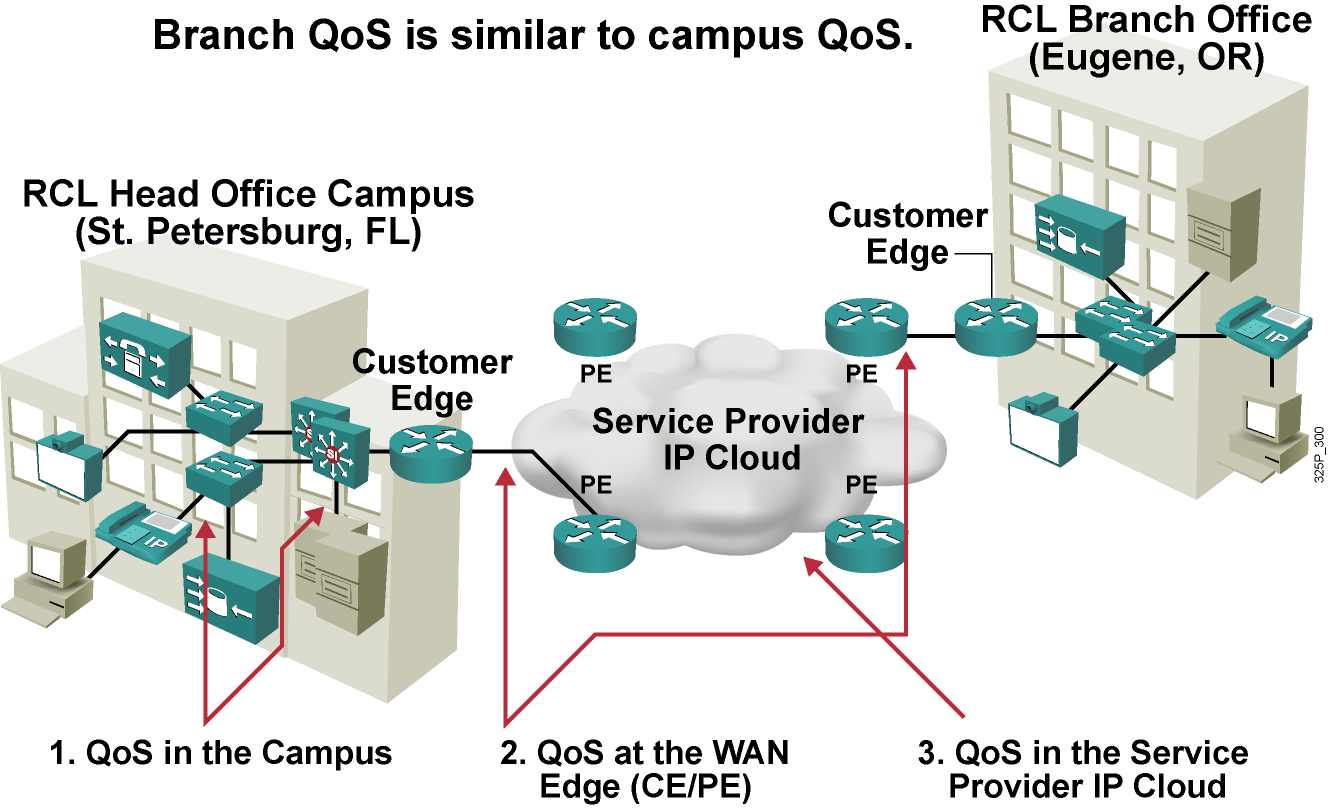 Branch QoS is similar to campus QoS.
RCL Branch Office
(Eugene, OR)
RCL Head Office Campus
(St. Petersburg, FL)
Customer
Edge
Customer
Edge
PE
PE
Service Provider
IP Cloud
PE
PE
IP
IP
SI
325P_300
1. QoS in the Campus
2. QoS at the WAN
Edge (CE/PE)
3. QoS in the Service
Provider IP Cloud